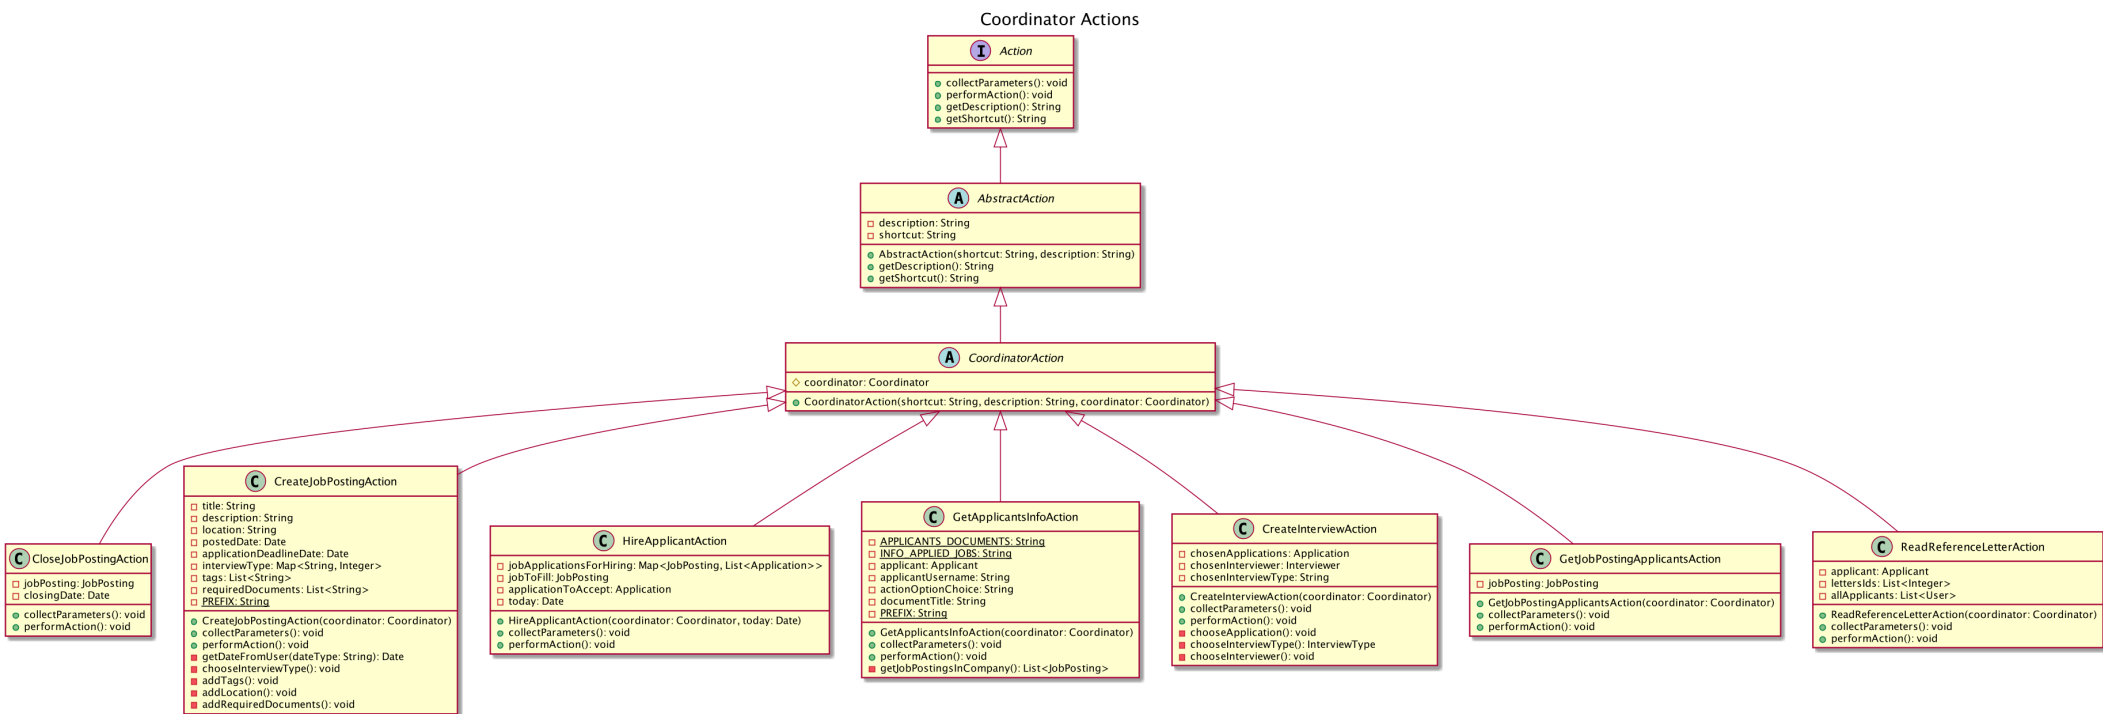 Coordinator Actions
I Action
collectParameters(): void
performAction(): void
getDescription(): String
getShortcut(): String
A AbstractAction
description: String
shortcut: String
AbstractAction(shortcut: String, description: String)
getDescription(): String
getShortcut(): String
A CoordinatorAction
coordinator: Coordinator
CoordinatorAction(shortcut: String, description: String, coordinator: Coordinator)
C CloseJobPostingAction
jobPosting: JobPosting
closingDate: Date
collectParameters(): void
performAction(): void
C CreateJobPostingAction
title: String
description: String
location: String
postedDate: Date
applicationDeadlineDate: Date
interviewType: Map<String, Integer>
tags: List<String>
requiredDocuments: List<String>
PREFIX: String
CreateJobPostingAction(coordinator: Coordinator)
collectParameters(): void
performAction(): void
getDateFromUser(dateType: String): Date
chooseInterviewType(): void
addTags(): void
addLocation(): void
addRequiredDocuments(): void
C HireApplicantAction
jobApplicationsForHiring: Map<JobPosting, List<Application>>
jobToFill: JobPosting
applicationToAccept: Application
today: Date
HireApplicantAction(coordinator: Coordinator, today: Date)
collectParameters(): void
performAction(): void
C GetApplicantsInfoAction
APPLICANTS_DOCUMENTS: String
INFO_APPLIED_JOBS: String
applicant: Applicant
applicantUsername: String
actionOptionChoice: String
documentTitle: String
PREFIX: String
GetApplicantsInfoAction(coordinator: Coordinator)
collectParameters(): void
performAction(): void
getJobPostingsInCompany(): List<JobPosting>
C CreateInterviewAction
chosenApplications: Application
chosenInterviewer: Interviewer
chosenInterviewType: String
CreateInterviewAction(coordinator: Coordinator)
collectParameters(): void
performAction(): void
chooseApplication(): void
chooseInterviewType(): InterviewType
chooseInterviewer(): void
C GetJobPostingApplicantsAction
jobPosting: JobPosting
GetJobPostingApplicantsAction(coordinator: Coordinator)
collectParameters(): void
performAction(): void
C ReadReferenceLetterAction
applicant: Applicant
lettersIds: List<Integer>
allApplicants: List<User>
ReadReferenceLetterAction(coordinator: Coordinator)
collectParameters(): void
performAction(): void